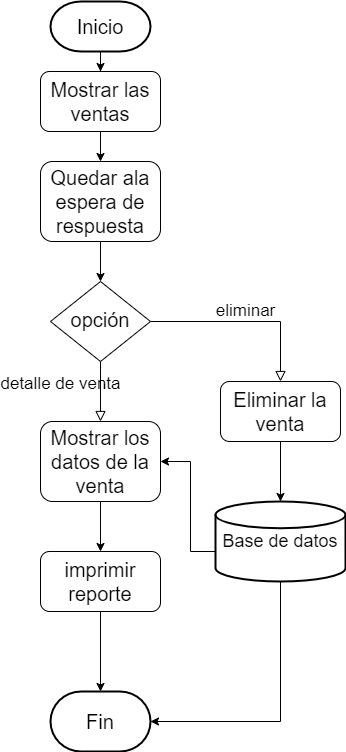 Inicio
Mostrar las
ventas
Quedar ala
espera de
respuesta
opción
eliminar
detalle de venta
Eliminar la
venta
Mostrar los
datos de la
venta
Base de datos
imprimir
reporte
Fin